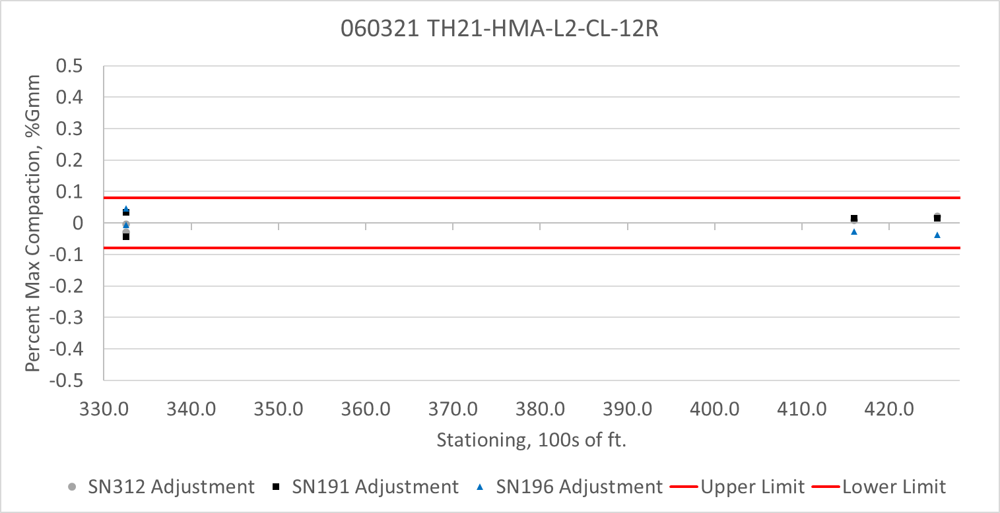 060321 TH21-HMA-L2-CL-12R
Percent Max Compaction, %Gmm
0.5
0.4
0.3
0.2
0.1
0
-0.1
-0.2
-0.3
-0.4
-0.5
330.0 340.0 350.0 360.0 370.0 380.0 390.0 400.0 410.0 420.0
Stationing, 100s of ft.
SN312 Adjustment SN191 Adjustment SN196 Adjustment Upper Limit Lower Limit